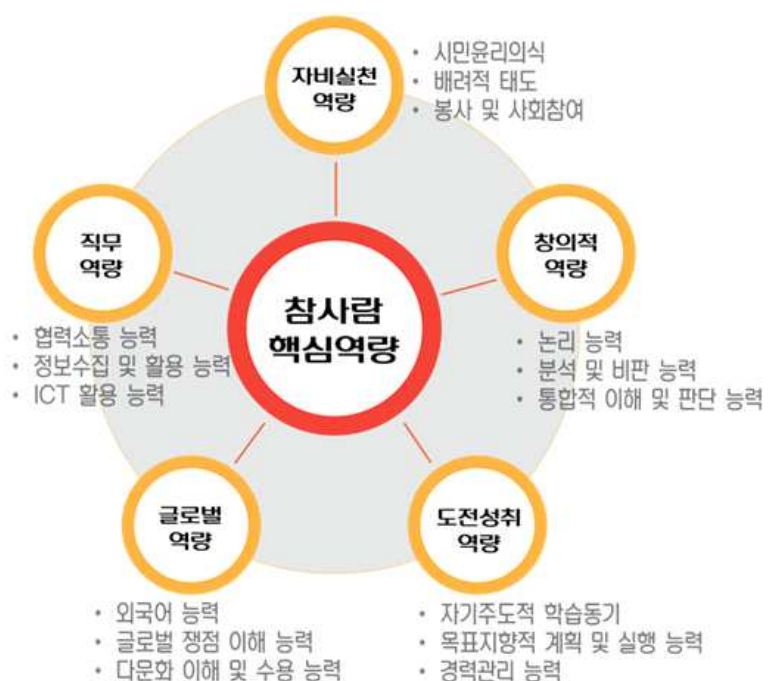 자비실천
역량
• 시민윤리의식
• 배려적 태도
• 봉사 및 사회참여
직무
역량
• 협력소통 능력
• 정보수집 및 활용 능력
• ICT 활용 능력
참사람
핵심역량
창의적
역량
• 논리 능력
• 분석 및 비판 능력
• 통합적 이해 및 판단 능력
글로벌
역량
• 외국어 능력
• 글로벌 쟁점 이해 능력
• 다문화 이해 및 수용 능력
도전성취
역량
• 자기주도적 학습동기
• 목표지향적 계획 및 실행 능력
• 경력관리 능력